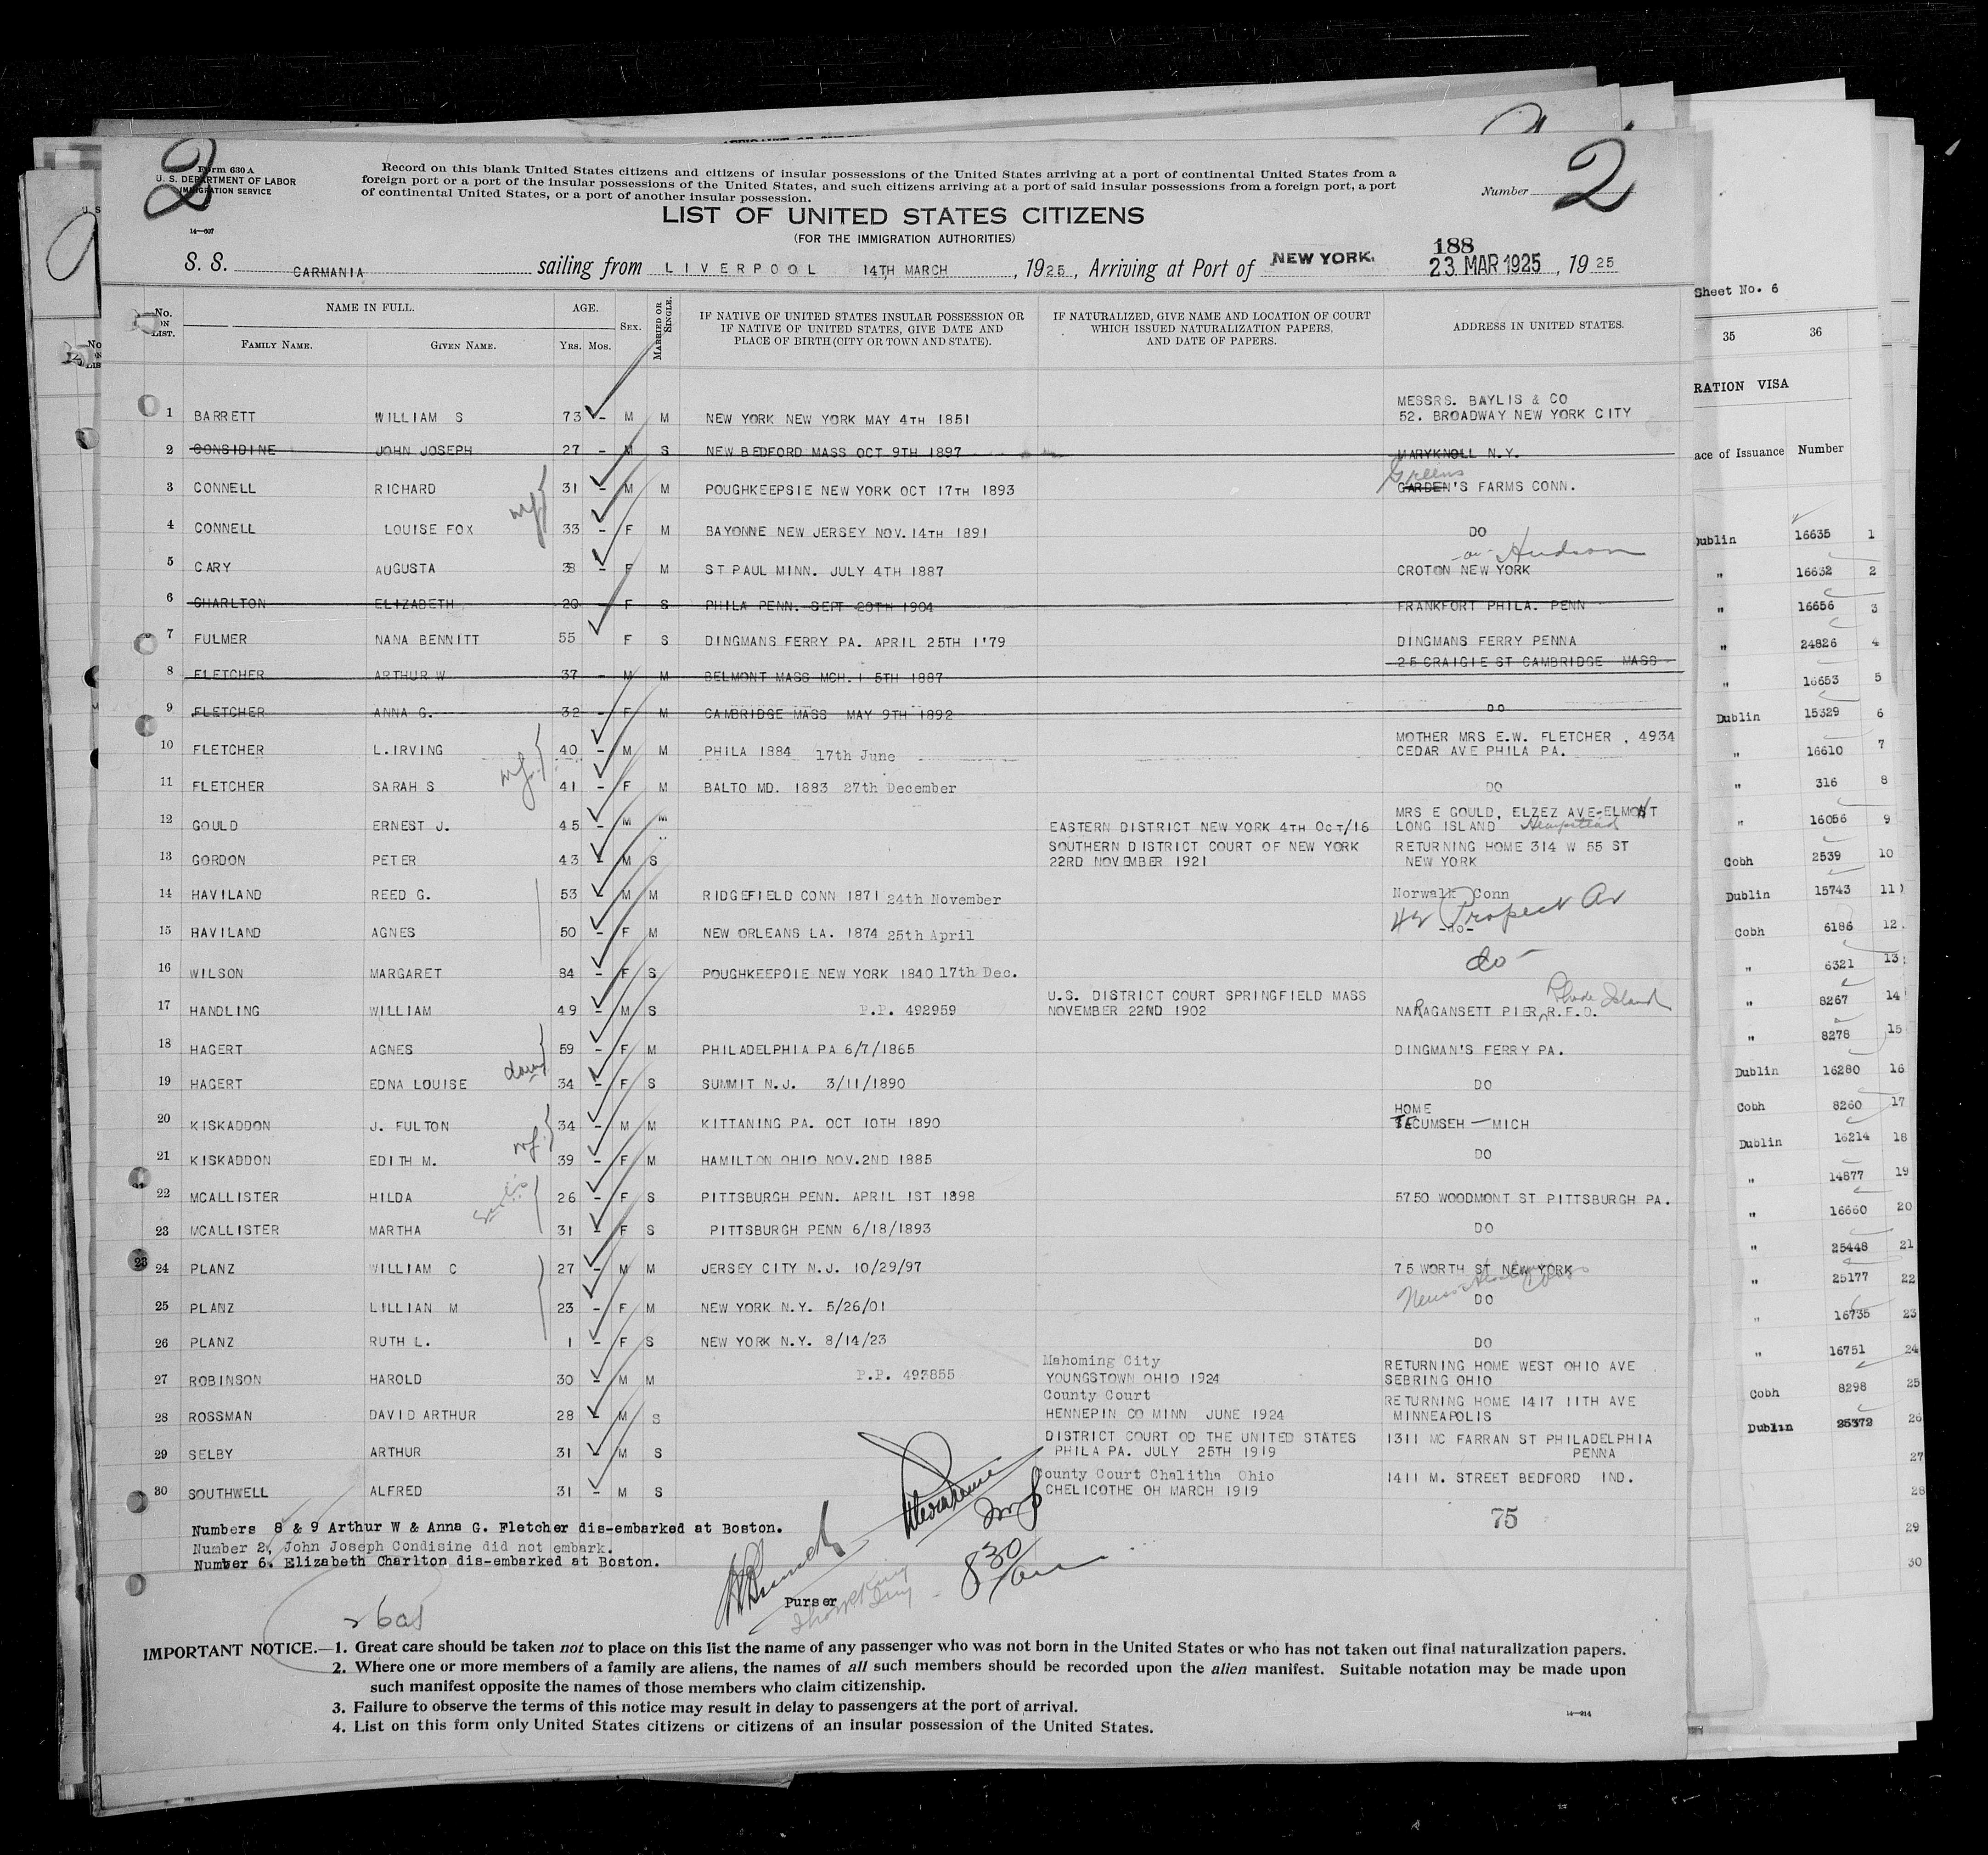 2
Form 630 A
U. S. DEPARTMENT OF LABOR
IMMIGRATION SERVICE
14—607
Record on this blank United States citizens and citizens of insular possessions of the United States arriving at a port of continental United States from a
foreign port or a port of the insular possessions of the United States, and such citizens arriving at a port of said insular possessions from a foreign port, a port
of continental United States, or a port of another insular possession.
Number 2
LIST OF UNITED STATES CITIZENS
(FOR THE IMMIGRATION AUTHORITIES)
188
S. S. CARMANIA sailing from LIVERPOOL 14TH MARCH, 1925, Arriving at Port of NEW YORK. 23 MAR 1925, 1925
No. ON LIST. NAME IN FULL. FAMILY NAME. GIVEN NAME. AGE. Yrs. Mos. SEX. MARRIED OR SINGLE.
IF NATIVE OF UNITED STATES INSULAR POSSESSION OR
IF NATIVE OF UNITED STATES, GIVE DATE AND
PLACE OF BIRTH (CITY OR TOWN AND STATE).
IF NATURALIZED, GIVE NAME AND LOCATION OF COURT
WHICH ISSUED NATURALIZATION PAPERS,
AND DATE OF PAPERS.
ADDRESS IN UNITED STATES.
MESSRS. BAYLIS & CO
1 BARRETT WILLIAM S 73 - M M NEW YORK NEW YORK MAY 4TH 1851 52. BROADWAY NEW YORK CITY
2 CONSIDINE JOHN JOSEPH 27 - M S NEW BEDFORD MASS OCT 9TH 1897 MARYKNOLL N.Y.
Greens
3 CONNELL RICHARD 31 - M M POUGHKEEPSIE NEW YORK OCT 17TH 1893 GARDEN'S FARMS CONN.
4 CONNELL LOUISE FOX 33 - F M BAYONNE NEW JERSEY NOV. 14TH 1891 DO
-on- Hudson
5 CARY AUGUSTA 38 - F M ST PAUL MINN. JULY 4TH 1887 CROTON NEW YORK
6 CHARLTON ELIZABETH 20 - F S PHILA PENN. SEPT 20TH 1904 FRANKFORT PHILA. PENN
7 FULMER NANA BENNITT 55 F S DINGMANS FERRY PA. APRIL 25TH 1'79 DINGMANS FERRY PENNA
8 FLETCHER ARTHUR W 37 - M M BELMONT MASS MCH. 15TH 1887 25 CRAIGIE ST CAMBRIDGE MASS
9 FLETCHER ANNA G. 32 - F M CAMBRIDGE MASS MAY 9TH 1892 DO
MOTHER MRS E.W. FLETCHER , 4934
10 FLETCHER L.IRVING 40 - M M PHILA 1884 17th June CEDAR AVE PHILA PA.
11 FLETCHER SARAH S 41 - F M BALTO MD. 1883 27th December DO
MRS E GOULD, ELZEZ AVE-ELMONT
12 GOULD ERNEST J. 45 - M M EASTERN DISTRICT NEW YORK 4TH OCT/16 LONG ISLAND Hempstead
SOUTHERN DISTRICT COURT OF NEW YORK RETURNING HOME 314 W 55 ST
13 GORDON PETER 43 - M S 22RD NOVEMBER 1921 NEW YORK
14 HAVILAND REED G. 53 - M M RIDGEFIELD CONN 1871 24th November Norwalk Conn
42 Prospect Av
15 HAVILAND AGNES 50 - F M NEW ORLEANS LA. 1874 25th April -do-
16 WILSON MARGARET 84 - F S POUGHKEEPOIE NEW YORK 1840 17th Dec. do
U.S. DISTRICT COURT SPRINGFIELD MASS Rhode Island
17 HANDLING WILLIAM 49 - M S P.P. 492959 NOVEMBER 22ND 1902 NARAGANSETT PIER, R.F.D.
18 HAGERT AGNES 59 - F M PHILADELPHIA PA 6/7/1865 DINGMAN'S FERRY PA.
19 HAGERT EDNA LOUISE 34 - F S SUMMIT N.J. 3/11/1890 DO
HOME
20 KISKADDON J. FULTON 34 - M M KITTANING PA. OCT 10TH 1890 TECUMSEH — MICH
21 KISKADDON EDITH M. 39 - F M HAMILTON OHIO NOV. 2ND 1885 DO
22 MCALLISTER HILDA 26 - F S PITTSBURGH PENN. APRIL 1ST 1898 5750 WOODMONT ST PITTSBURGH PA.
23 MCALLISTER MARTHA 31 - F S PITTSBURGH PENN 6/18/1893 DO
24 PLANZ WILLIAM C 27 - M M JERSEY CITY N.J. 10/29/97 75 WORTH ST NEW YORK
25 PLANZ LILLIAN M 23 - F M NEW YORK N.Y. 5/26/01 DO
26 PLANZ RUTH L. 1 - F S NEW YORK N.Y. 8/14/23 DO
Mahoming City RETURNING HOME WEST OHIO AVE
27 ROBINSON HAROLD 30 - M M P.P. 493855 YOUNGSTOWN OHIO 1924 SEBRING OHIO
County Court RETURNING HOME 1417 11TH AVE
28 ROSSMAN DAVID ARTHUR 28 - M S HENNEPIN CO MINN JUNE 1924 MINNEAPOLIS
DISTRICT COURT OD THE UNITED STATES 1311 MC FARRAN ST PHILADELPHIA
29 SELBY ARTHUR 31 - M S PHILA PA. JULY 25TH 1919 PENNA
County Court Chalitha Ohio
30 SOUTHWELL ALFRED 31 - M S CHELICOTHE OH MARCH 1919 1411 M. STREET BEDFORD IND.
75
Numbers 8 & 9 Arthur W & Anna G. Fletcher dis-embarked at Boston.
Number 2, John Joseph Condisine did not embark.
Number 6. Elizabeth Charlton dis-embarked at Boston.
830
Purser
IMPORTANT NOTICE.—1. Great care should be taken not to place on this list the name of any passenger who was not born in the United States or who has not taken out final naturalization papers.
2. Where one or more members of a family are aliens, the names of all such members should be recorded upon the alien manifest. Suitable notation may be made upon
such manifest opposite the names of those members who claim citizenship.
3. Failure to observe the terms of this notice may result in delay to passengers at the port of arrival.
4. List on this form only United States citizens or citizens of an insular possession of the United States.
14—214
Sheet No. 6
35 36
RATION VISA
ace of Issuance Number
Dublin 16635 1
" 16632 2
" 16656 3
" 24826 4
" 16653 5
Dublin 15329 6
" 16610 7
" 316 8
" 16056 9
Cobh 2539 10
Dublin 15743 11
Cobh 6186 12
" 6321 13
" 8267 14
" 8278 15
Dublin 16280 16
Cobh 8260 17
Dublin 16214 18
" 14877 19
" 16660 20
" 25448 21
" 25177 22
" 16735 23
" 16751 24
Cobh 8298 25
Dublin 25372 26
27
28
29
30